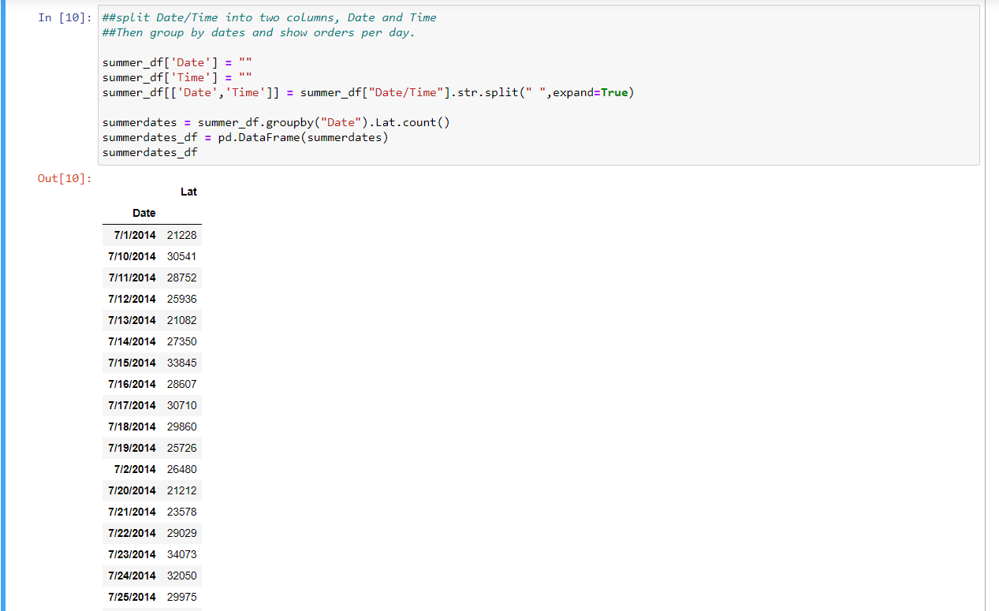 In [10]: ##split Date/Time into two columns, Date and Time
##Then group by dates and show orders per day.
summer_df['Date'] = ""
summer_df['Time'] = ""
summer_df[['Date','Time']] = summer_df["Date/Time"].str.split(" ",expand=True)
summerdates = summer_df.groupby("Date").Lat.count()
summerdates_df = pd.DataFrame(summerdates)
summerdates_df
Out[10]:
Lat
Date
7/1/2014 21228
7/10/2014 30541
7/11/2014 28752
7/12/2014 25936
7/13/2014 21082
7/14/2014 27350
7/15/2014 33845
7/16/2014 28607
7/17/2014 30710
7/18/2014 29860
7/19/2014 25726
7/2/2014 26480
7/20/2014 21212
7/21/2014 23578
7/22/2014 29029
7/23/2014 34073
7/24/2014 32050
7/25/2014 29975